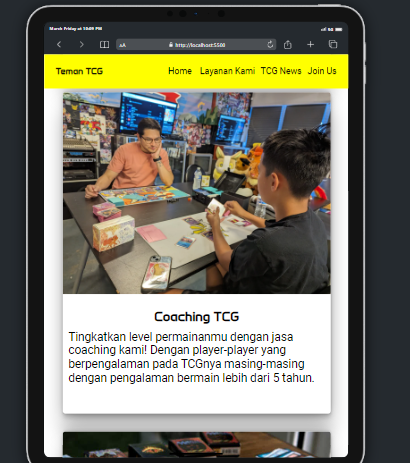 March Friday at 10:59 PM
AA http://localhost:5500
Teman TCG Home Layanan Kami TCG News Join Us
Coaching TCG
Tingkatkan level permainanmu dengan jasa
coaching kami! Dengan player-player yang
berpengalaman pada TCGnya masing-masing
dengan pengalaman bermain lebih dari 5 tahun.